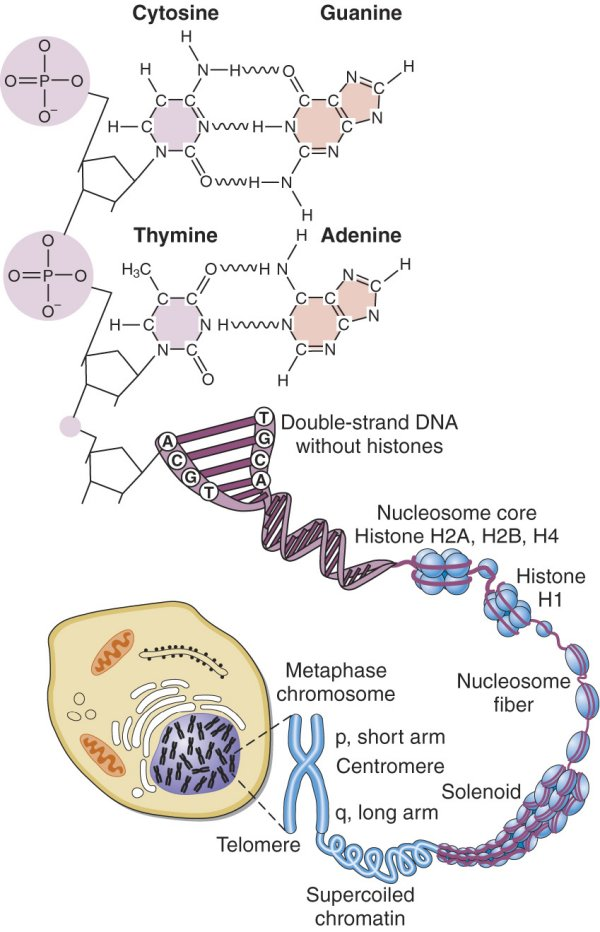 Cytosine
Guanine
H
H
N
H
O
N
C
H
O
O
P
O
O−
H
C
C
C
C
C
N
H
C
N
H
N
C
C
N
N
C
C
N
O
H
N
H
Thymine
Adenine
H
H3C
O
H
N
N
C
H
O
O
P
O
O−
C
C
C
C
C
N
H
C
N
H
N
C
N
C
C
N
O
H
T
Double-strand DNA
A
G
without histones
C
C
G
T
A
Nucleosome core
Histone H2A, H2B, H4
Histone
H1
Metaphase
chromosome
Nucleosome
fiber
p, short arm
Centromere
Solenoid
q, long arm
Telomere
Supercoiled
chromatin